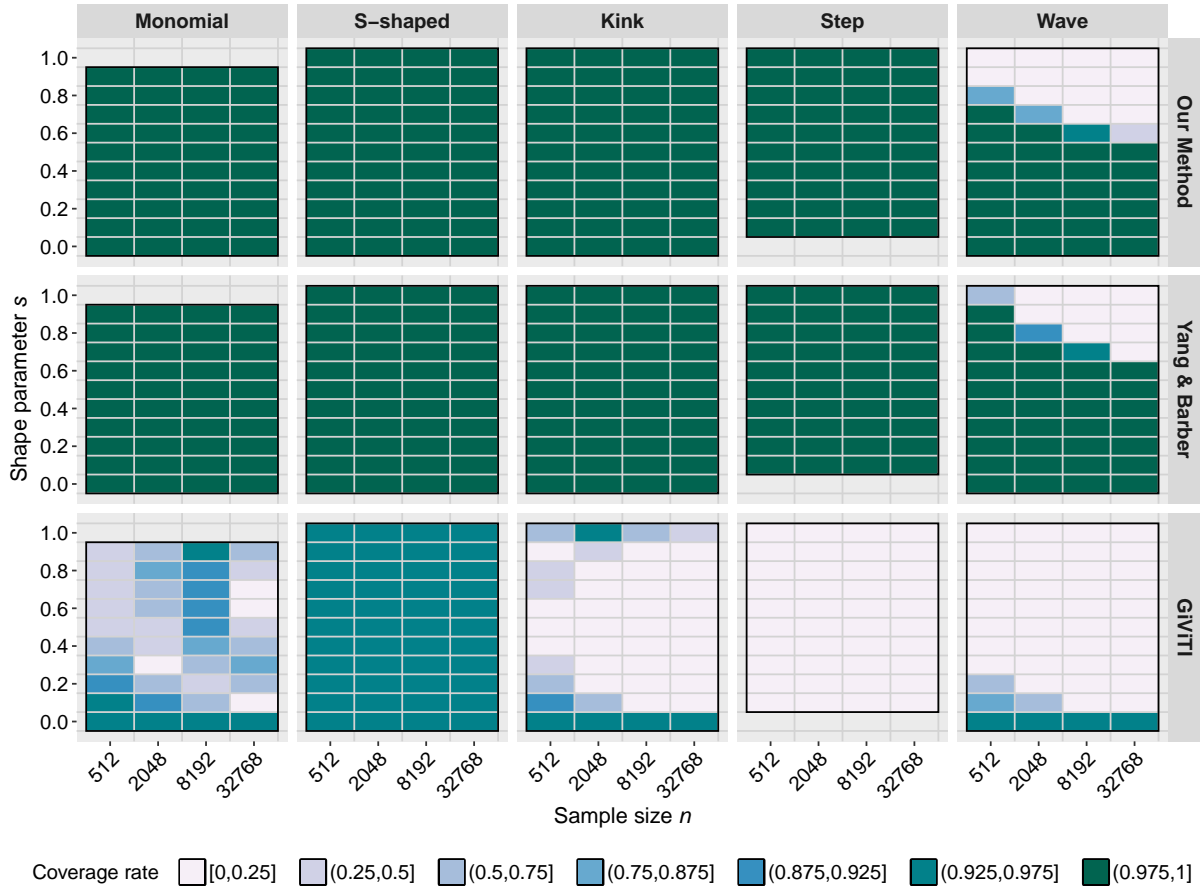 Monomial S−shaped Kink Step Wave
Shape parameter s
1.0
0.8
0.6
0.4
0.2
0.0
Our Method
1.0
0.8
0.6
0.4
0.2
0.0
Yang & Barber
1.0
0.8
0.6
0.4
0.2
0.0
GiViTI
512 2048 8192 32768 512 2048 8192 32768 512 2048 8192 32768 512 2048 8192 32768 512 2048 8192 32768
Sample size n
Coverage rate [0,0.25] (0.25,0.5] (0.5,0.75] (0.75,0.875] (0.875,0.925] (0.925,0.975] (0.975,1]